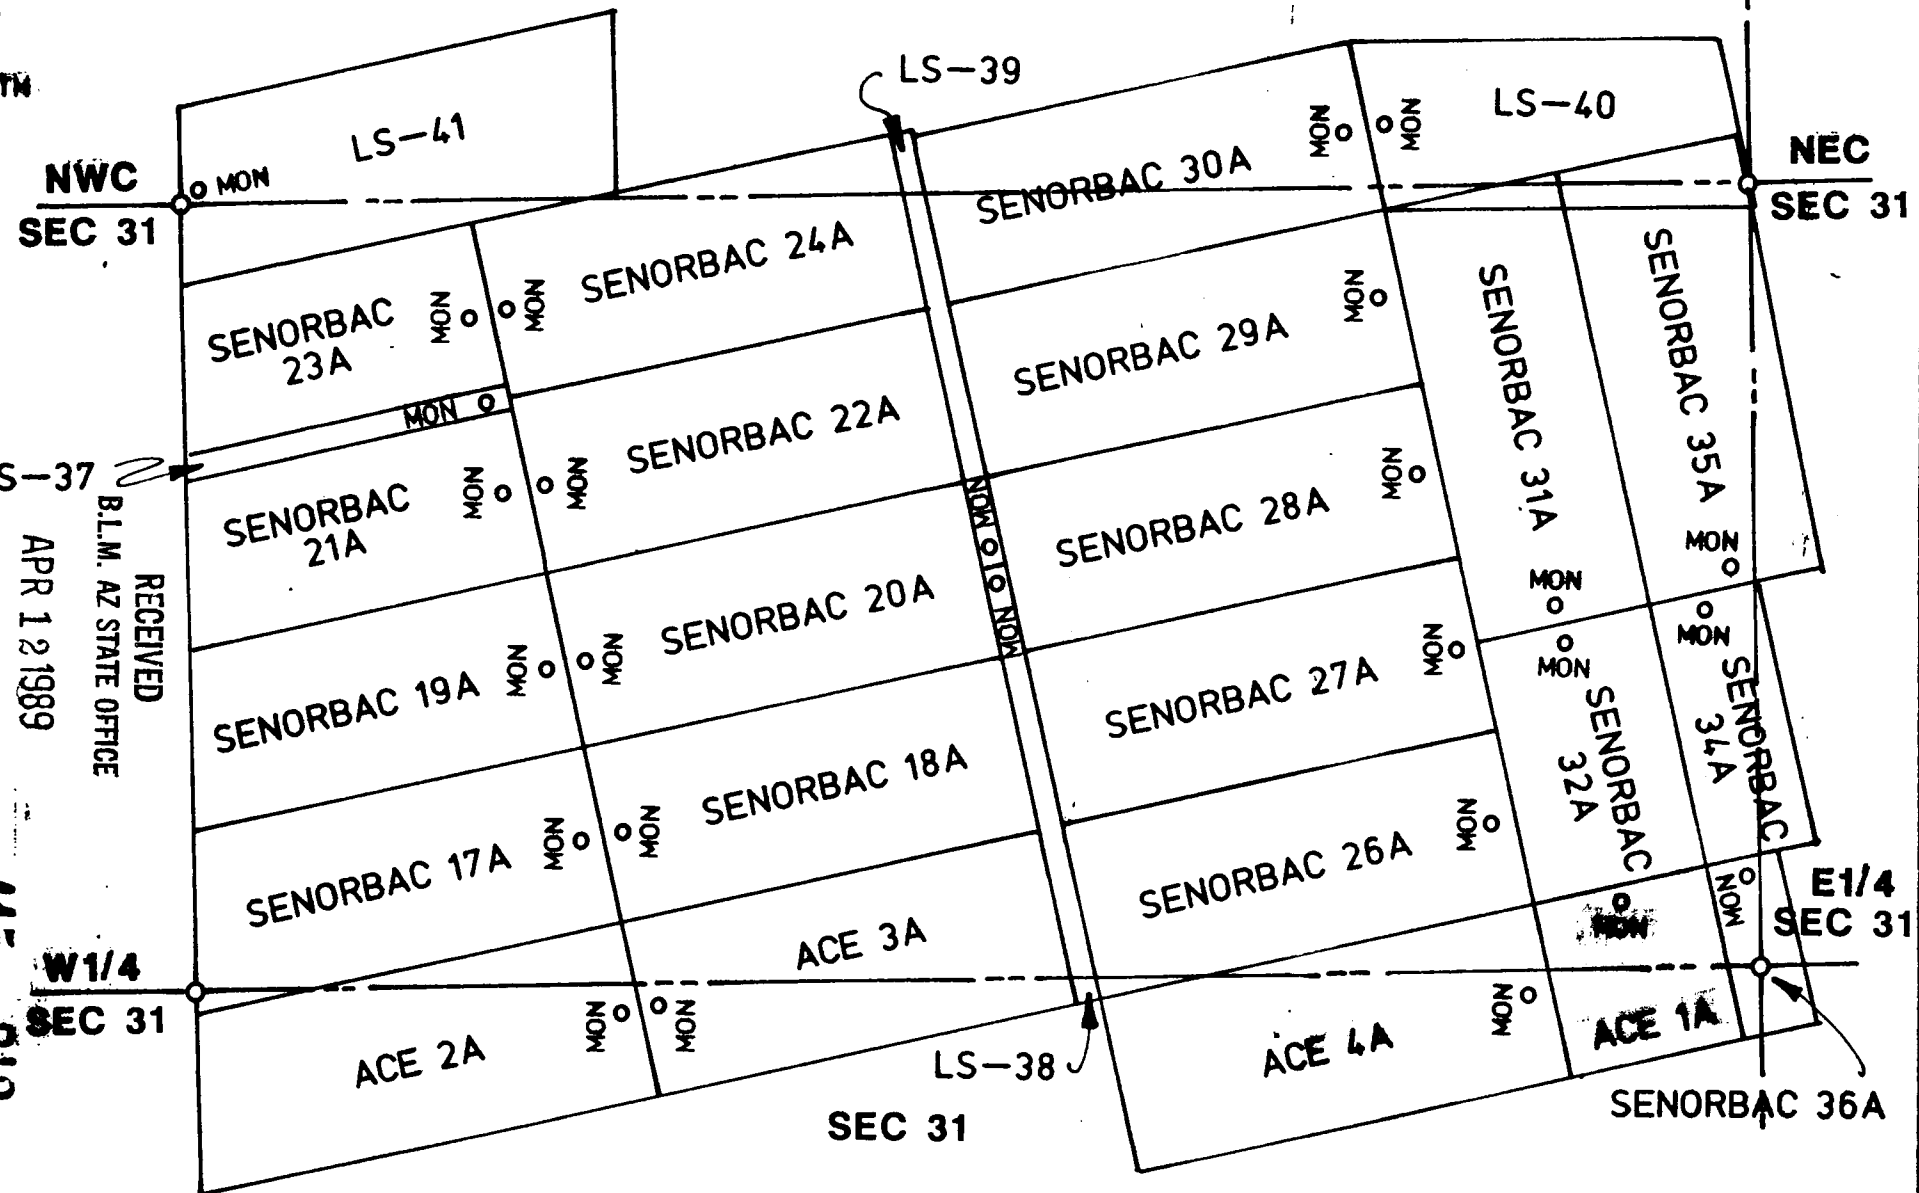 LS-39
LS-40
LS-41
MON
MON
NWC
SEC 31
MON
NEC
SEC 31
SENORBAC 30A
SENORBAC 24A
SENORBAC
23A
MON
MON
MON
SENORBAC 29A
MON
SENORBAC 31A
SENORBAC 35A
S-37
MON
SENORBAC
21A
MON
MON
SENORBAC 22A
MON
SENORBAC 28A
MON
MON
MON
RECEIVED
B.L.M. AZ STATE OFFICE
APR 12 1989
SENORBAC 19A
MON
MON
SENORBAC 20A
MON
SENORBAC 27A
MON
MON
MON
SENORBAC
32A
SENORBAC
34A
SENORBAC 17A
MON
MON
SENORBAC 18A
SENORBAC 26A
MON
MON
MON
E1/4
SEC 31
W1/4
SEC 31
ACE 3A
ACE 2A
MON
MON
LS-38
ACE 4A
MON
ACE 1A
SENORBAC 36A
SEC 31